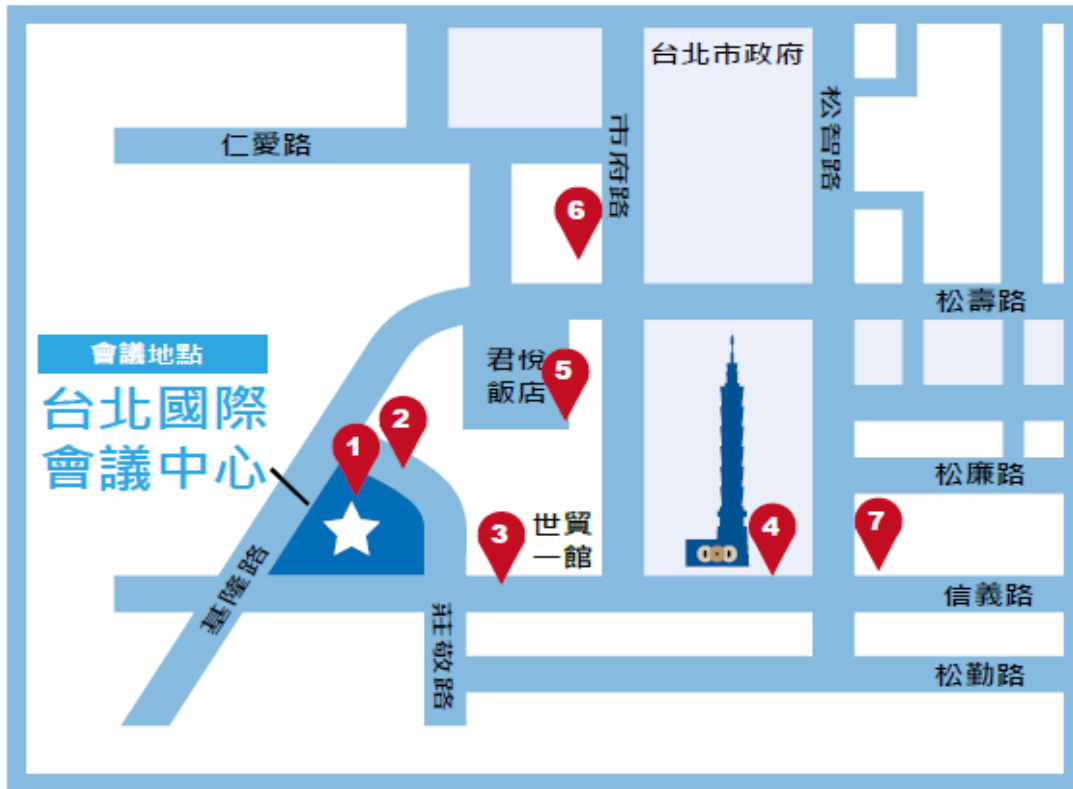 台北市政府
松智路
市府路
仁愛路
6
松壽路
會議地點
台北國際
會議中心
君悅
飯店
5
2
1
松廉路
3
世貿
一館
4
7
基隆路
信義路
莊敬路
松勤路